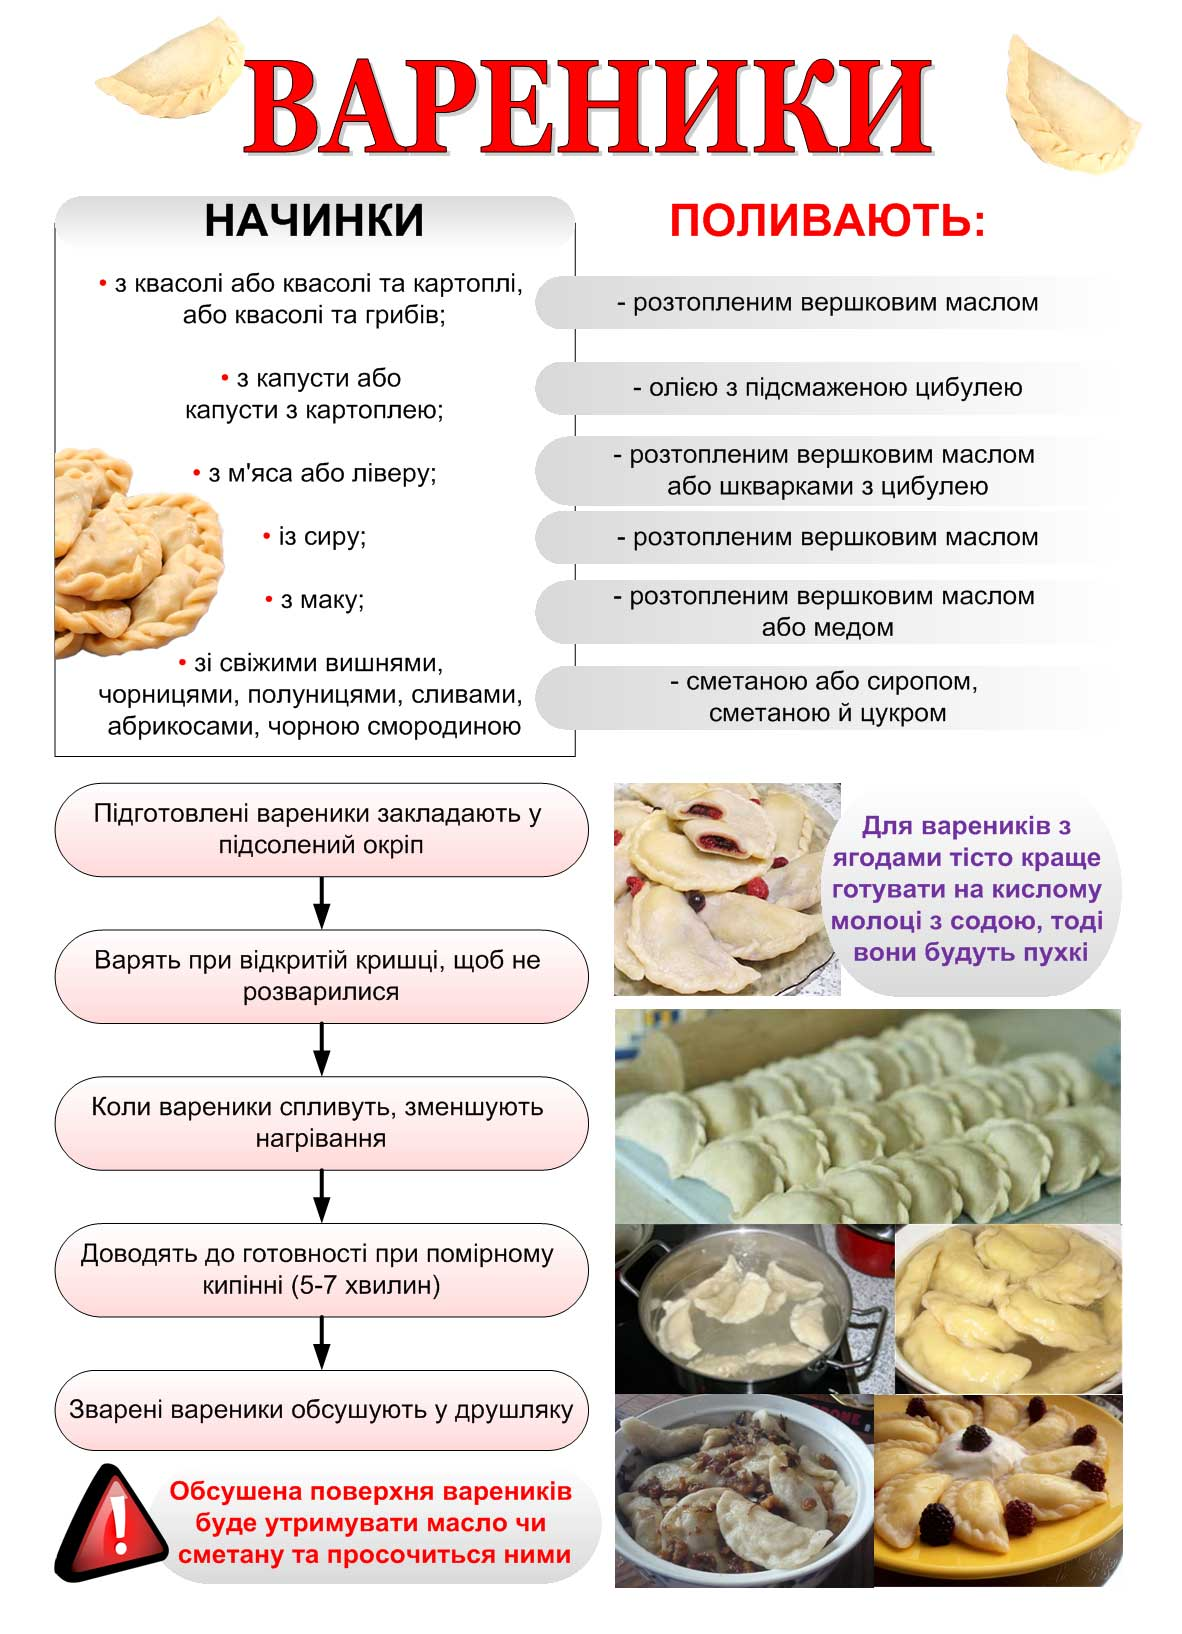 ВАРЕНИКИ
НАЧИНКИ
• з квасолі або квасолі та картоплі,
або квасолі та грибів;
• з капусти або
капусти з картоплею;
• з м'яса або ліверу;
• із сиру;
• з маку;
• зі свіжими вишнями,
чорницями, полуницями, сливами,
абрикосами, чорною смородиною
ПОЛИВАЮТЬ:
- розтопленим вершковим маслом
- олією з підсмаженою цибулею
- розтопленим вершковим маслом
або шкварками з цибулею
- розтопленим вершковим маслом
- розтопленим вершковим маслом
або медом
- сметаною або сиропом,
сметаною й цукром
Підготовлені вареники закладають у
підсолений окріп
Варять при відкритій кришці, щоб не
розварилися
Коли вареники спливуть, зменшують
нагрівання
Доводять до готовності при помірному
кипінні (5-7 хвилин)
Зварені вареники обсушують у друшляку
!
Обсушена поверхня вареників
буде утримувати масло чи
сметану та просочиться ними
Для вареників з
ягодами тісто краще
готувати на кислому
молоці з содою, тоді
вони будуть пухкі